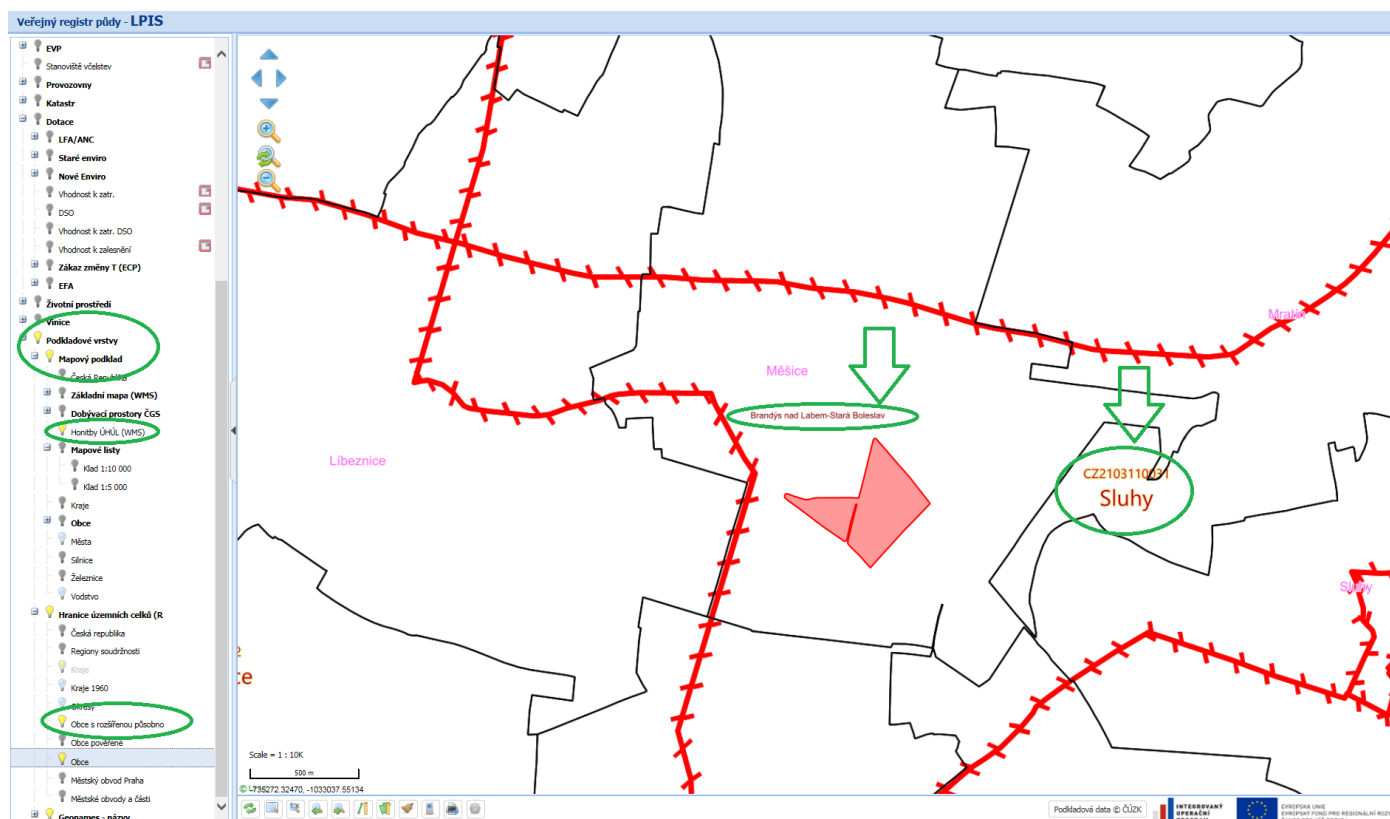 Veřejný registr půdy - LPIS
EVP
Stanoviště včelstev
Provozovny
Katastr
Dotace
LFA/ANC
Staré enviro
Nové Enviro
Vhodnost k zatr.
DSO
Vhodnost k zatr. DSO
Vhodnost k zalesnění
Zákaz změny T (ECP)
EFA
Životní prostředí
Vinice
Podkladové vrstvy
Mapový podklad
Česká Republika
Základní mapa (WMS)
Dobývací prostory ČGS
Honitby ÚHÚL (WMS)
Mapové listy
Klad 1:10 000
Klad 1:5 000
Kraje
Obce
Města
Silnice
Železnice
Vodstvo
Hranice územních celků (R
Česká republika
Regiony soudržnosti
Kraje
Kraje 1960
Okresy
Obce s rozšířenou působno
Obce pověřené
Obce
Městský obvod Praha
Městské obvody a části
Geonames - názvy
Mratín
Měšice
Brandýs nad Labem-Stará Boleslav
Líbeznice
CZ2103110031
Sluhy
Sluhy
2
ce
Scale = 1 : 10K
500 m
-735272.32470, -1033037.55134
Podkladová data © ČÚZK
INTEGROVANÝ
OPERAČNÍ
EVROPSKÁ UNIE
EVROPSKÝ FOND PRO REGIONÁLNÍ ROZV